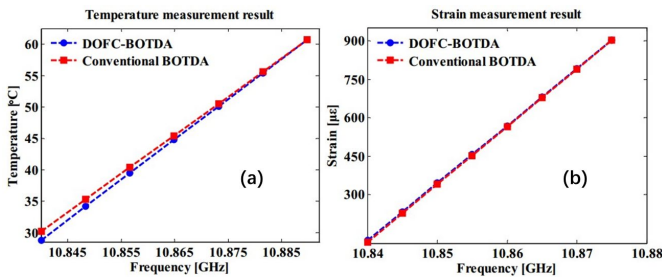 Temperature measurement result
60
55
50
45
40
35
30
Temperature [°C]
DOFC-BOTDA
Conventional BOTDA
(a)
10.845 10.855 10.865 10.875 10.885
Frequency [GHz]
Strain measurement result
900
750
600
450
300
Strain [με]
DOFC-BOTDA
Conventional BOTDA
(b)
10.84 10.85 10.86 10.87 10.88
Frequency [GHz]